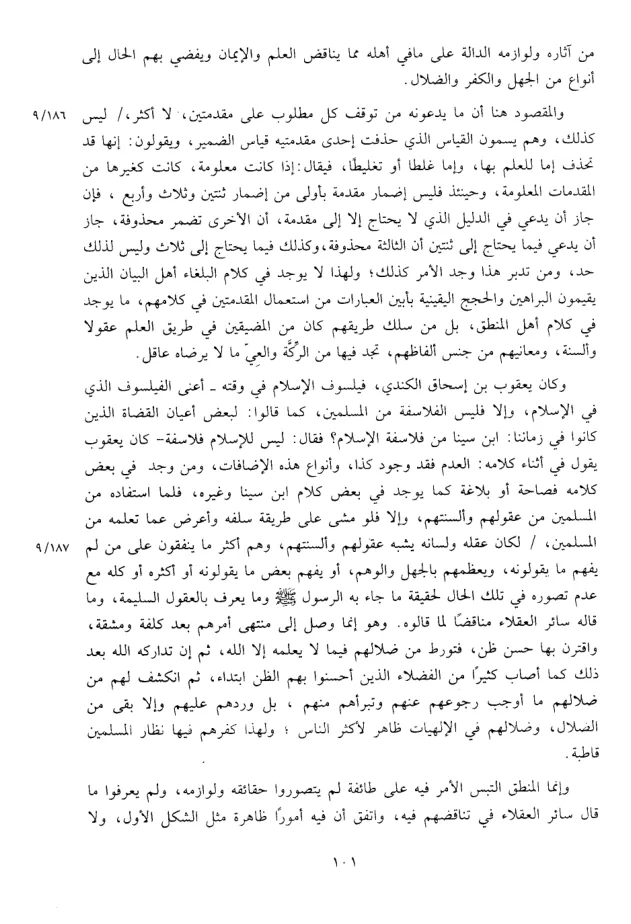 من آثاره ولوازمه الدالة على مافي أهله مما يناقض العلم والإيمان ويفضي بهم الحال إلى
أنواع من الجهل والكفر والضلال.
والمقصود هنا أن ما يدعونه من توقف كل مطلوب على مقدمتين، لا أكثر،/ ليس ٩/١٨٦
كذلك، وهم يسمون القياس الذي حذفت إحدى مقدمتيه قياس الضمير، ويقولون: إنها قد
تحذف إما للعلم بها، وإما غلطا أو تغليطًا، فيقال: إذا كانت معلومة، كانت كغيرها من
المقدمات المعلومة، وحينئذ فليس إضمار مقدمة بأولى من إضمار ثنتين وثلاث وأربع ، فإن
جاز أن يدعي في الدليل الذي لا يحتاج إلا إلى مقدمة، أن الأخرى تضمر محذوفة، جاز
أن يدعي فيما يحتاج إلى ثنتين أن الثالثة محذوفة،وكذلك فيما يحتاج إلى ثلاث وليس لذلك
حد، ومن تدبر هذا وجد الأمر كذلك؛ ولهذا لا يوجد في كلام البلغاء أهل البيان الذين
يقيمون البراهين والحجج اليقينية بأبين العبارات من استعمال المقدمتين في كلامهم، ما يوجد
في كلام أهل المنطق، بل من سلك طريقهم كان من المضيقين في طريق العلم عقولا
وألسنة، ومعانيهم من جنس ألفاظهم، تجد فيها من الرِّكَّة والعِيّ ما لا يرضاه عاقل.
وكان يعقوب بن إسحاق الكندي، فيلسوف الإسلام في وقته ـ أعنى الفيلسوف الذي
في الإسلام، وإلا فليس الفلاسفة من المسلمين، كما قالوا: لبعض أعيان القضاة الذين
كانوا في زماننا: ابن سينا من فلاسفة الإسلام؟ فقال: ليس للإسلام فلاسفة– كان يعقوب
يقول في أثناء كلامه: العدم فقد وجود كذا، وأنواع هذه الإضافات، ومن وجد في بعض
كلامه فصاحة أو بلاغة كما يوجد في بعض كلام ابن سينا وغيره، فلما استفاده من
المسلمين من عقولهم وألسنتهم، وإلا فلو مشى على طريقة سلفه وأعرض عما تعلمه من
المسلمين، / لكان عقله ولسانه يشبه عقولهم وألسنتهم، وهم أكثر ما ينفقون على من لم ٩/١٨٧
يفهم ما يقولونه، ويعظمهم بالجهل والوهم، أو يفهم بعض ما يقولونه أو أكثره أو كله مع
عدم تصوره في تلك الحال لحقيقة ما جاء به الرسول ﷺ وما يعرف بالعقول السليمة، وما
قاله سائر العقلاء مناقضًا لما قالوه. وهو إنما وصل إلى منتهى أمرهم بعد كلفة ومشقة،
واقترن بها حسن ظن، فتورط من ضلالهم فيما لا يعلمه إلا الله، ثم إن تداركه الله بعد
ذلك كما أصاب كثيرًا من الفضلاء الذين أحسنوا بهم الظن ابتداء، ثم انكشف لهم من
ضلالهم ما أوجب رجوعهم عنهم وتبرأهم منهم ، بل وردهم عليهم وإلا بقى من
الضلال، وضلالهم في الإلهيات ظاهر لأكثر الناس ؛ ولهذا كفرهم فيها نظار المسلمين
قاطبة.
وإنما المنطق التبس الأمر فيه على طائفة لم يتصوروا حقائقه ولوازمه، ولم يعرفوا ما
قال سائر العقلاء في تناقضهم فيه، واتفق أن فيه أمورًا ظاهرة مثل الشكل الأول، ولا
١٠١